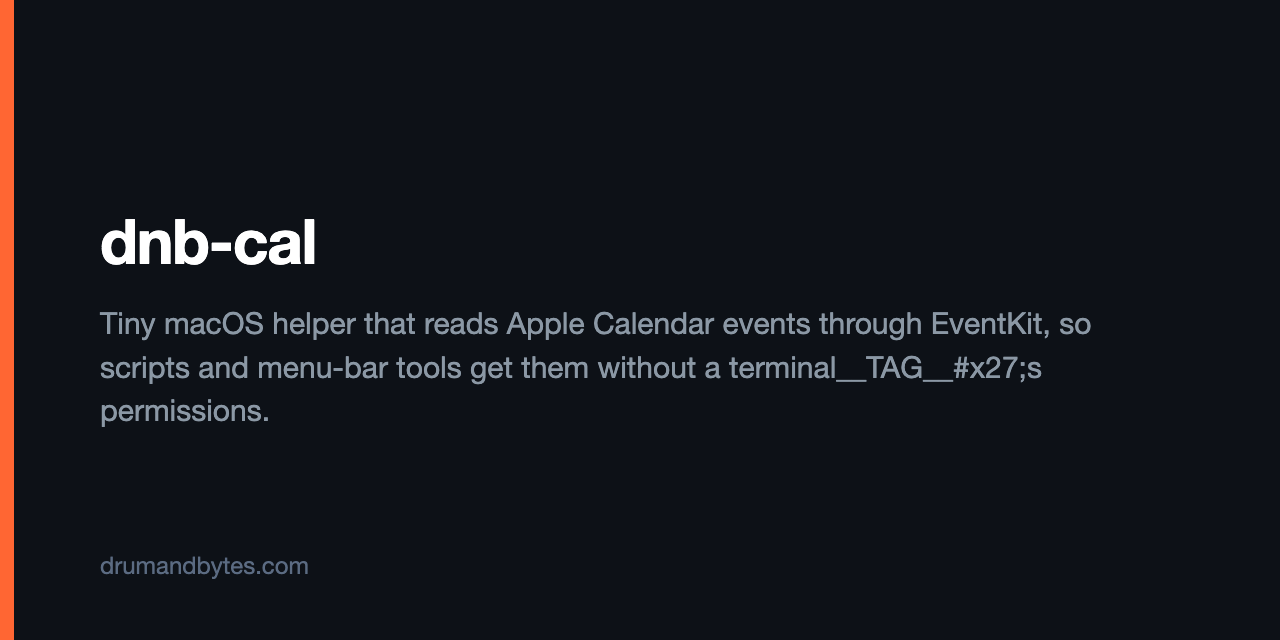 dnb-cal
Tiny macOS helper that reads Apple Calendar events through EventKit, so
scripts and menu-bar tools get them without a terminal__TAG__#x27;s
permissions.
drumandbytes.com